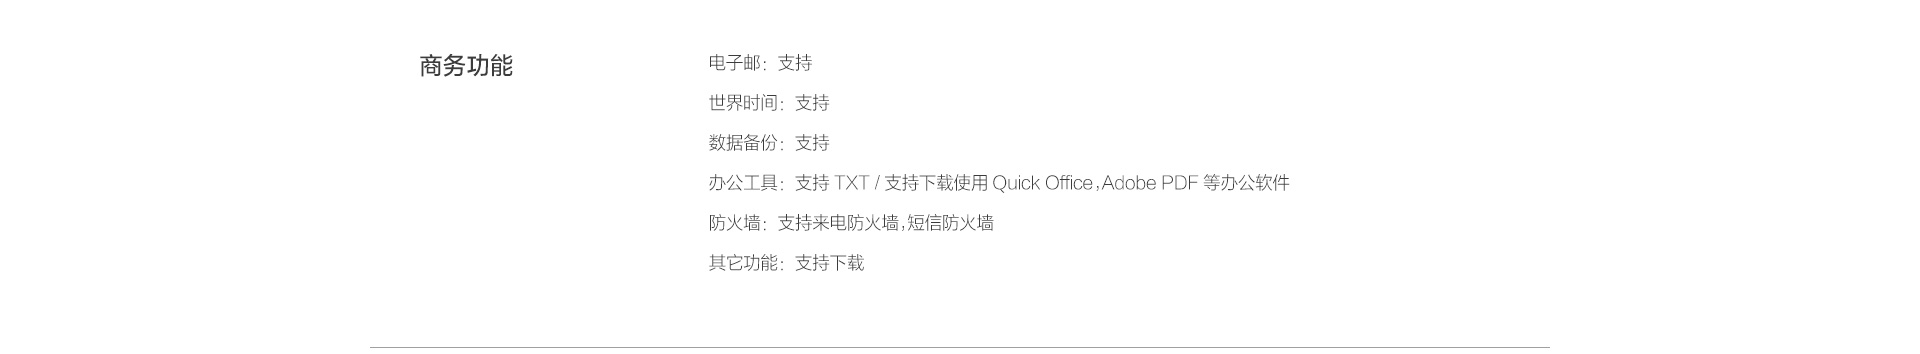 商务功能
电子邮：支持
世界时间：支持
数据备份：支持
办公工具：支持 TXT / 支持下载使用 Quick Office,Adobe PDF 等办公软件
防火墙：支持来电防火墙,短信防火墙
其它功能：支持下载